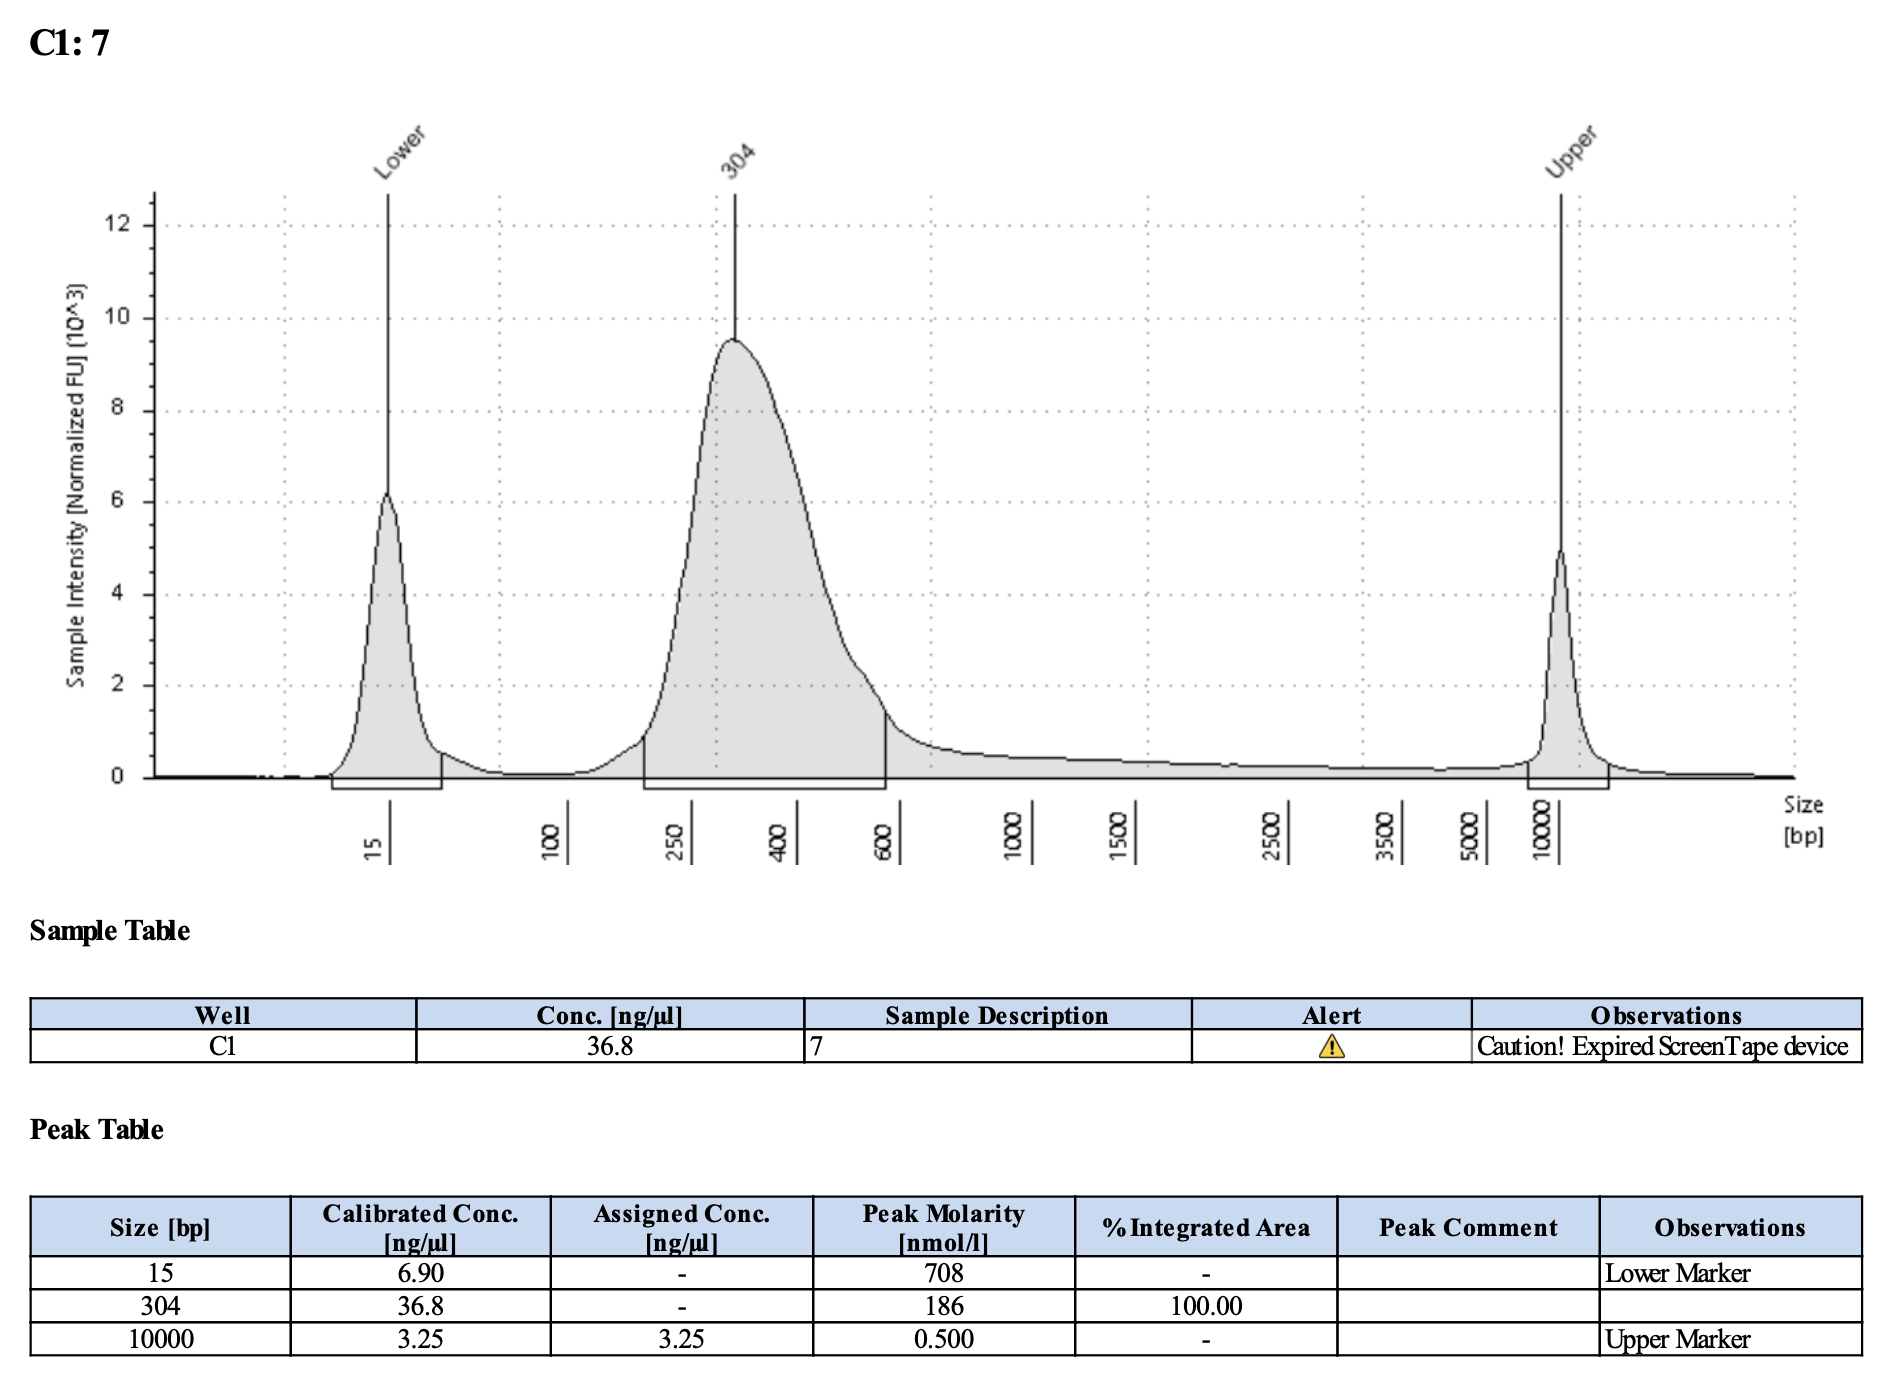 C1: 7
Lower
304
Upper
Sample Intensity [Normalized FU] (10^3)
12
10
8
6
4
2
0
15
100
250
400
600
1000
1500
2500
3500
5000
10000
Size
[bp]
Sample Table
Well Conc. [ng/µl] Sample Description Alert Observations
C1 36.8 7 Caution! Expired ScreenTape device
Peak Table
Size [bp] Calibrated Conc. [ng/µl] Assigned Conc. [ng/µl] Peak Molarity [nmol/l] % Integrated Area Peak Comment Observations
15 6.90 - 708 - Lower Marker
304 36.8 - 186 100.00
10000 3.25 3.25 0.500 - Upper Marker